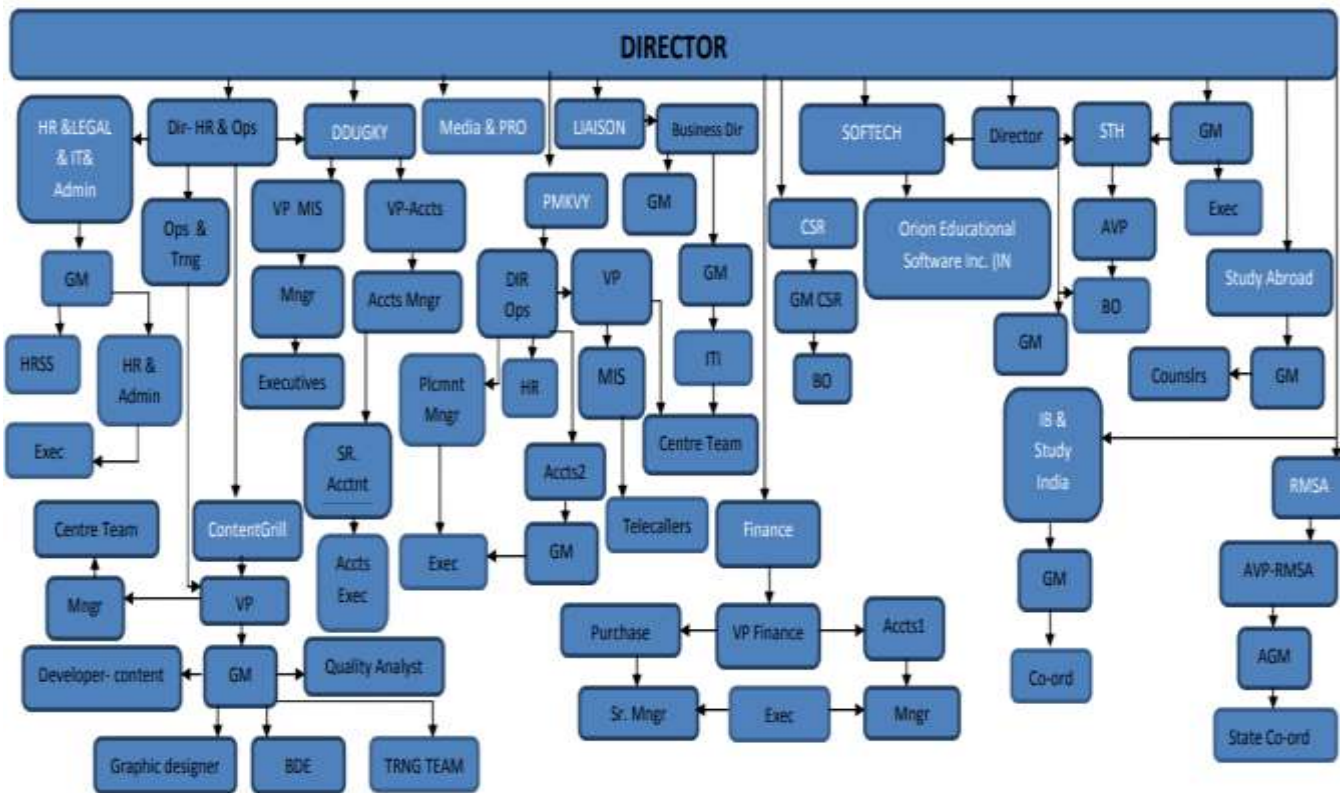 DIRECTOR
HR &LEGAL
& IT&
Admin
Dir- HR & Ops
DDUGKY
Media & PRO
LIAISON
Business Dir
SOFTECH
Director
STH
GM
Exec
Ops &
Trng
VP MIS
VP-Accts
PMKVY
GM
CSR
Orion Educational
Software Inc. (IN
AVP
GM
Mngr
Accts Mngr
DIR
Ops
VP
GM
GM CSR
BO
Study Abroad
HRSS
HR &
Admin
Executives
Plcmnt
Mngr
HR
MIS
ITI
BO
GM
Counslrs
GM
Exec
SR.
Acctnt
Accts2
Centre Team
IB &
Study
India
RMSA
Centre Team
ContentGrill
Accts
Exec
Exec
GM
Telecallers
Finance
GM
AVP-RMSA
Mngr
VP
Purchase
VP Finance
Accts1
Developer- content
GM
Quality Analyst
Co-ord
AGM
Sr. Mngr
Exec
Mngr
Graphic designer
BDE
TRNG TEAM
State Co-ord